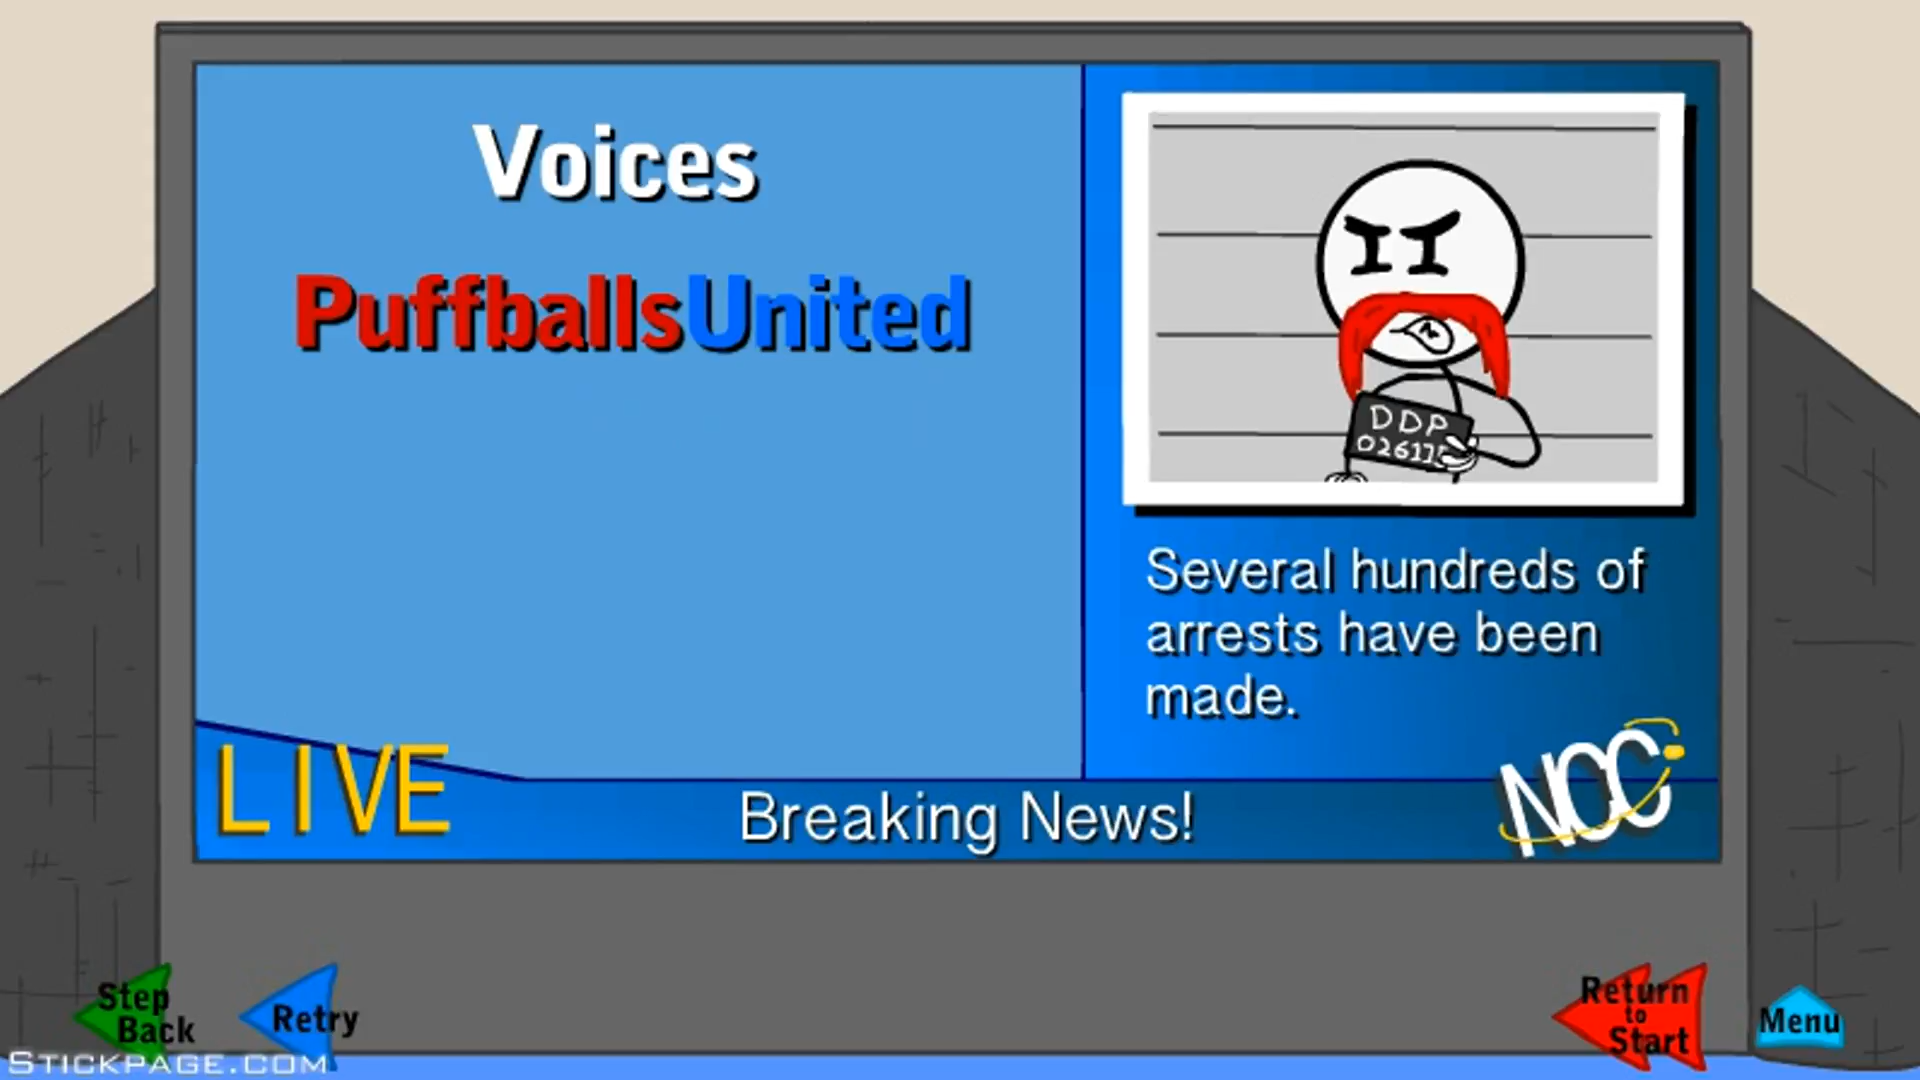 Voices
PuffballsUnited
DDP
Several hundreds of
arrests have been
made.
LIVE
Breaking News!
NCC
Step
Back
Retry
Return
to
Start
Menu
STICKPAGE.COM